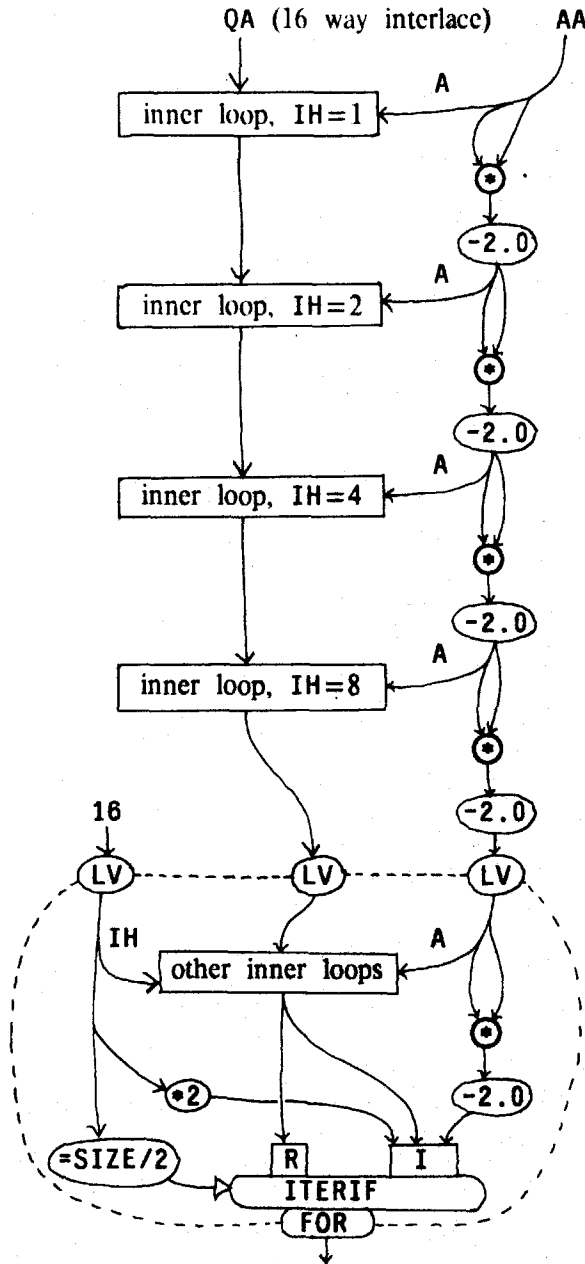 QA (16 way interlace) AA
A
inner loop, IH=1
*
-2.0
A
inner loop, IH=2
*
-2.0
A
inner loop, IH=4
*
-2.0
A
inner loop, IH=8
*
16
-2.0
LV LV LV
IH A
other inner loops
*
*2 -2.0
=SIZE/2 R I
ITERIF
FOR